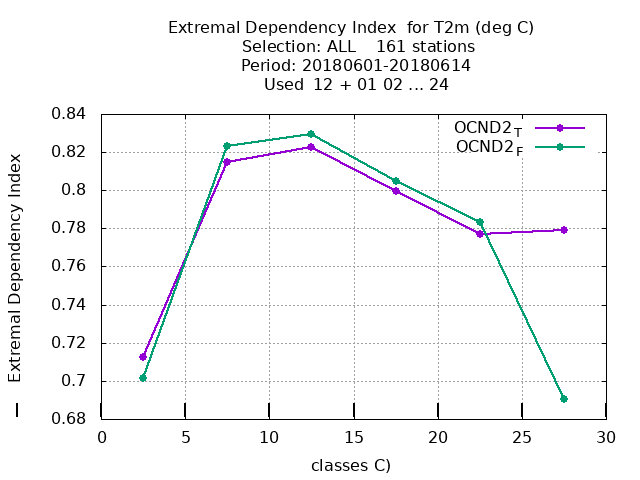 Extremal Dependency Index  for T2m (deg C)
Selection: ALL    161 stations
Period: 20180601-20180614
Used  12 + 01 02 ... 24
OCND2T
OCND2F
Extremal Dependency Index
0.84
0.82
0.8
0.78
0.76
0.74
0.72
0.7
0.68
0 5 10 15 20 25 30
classes C)